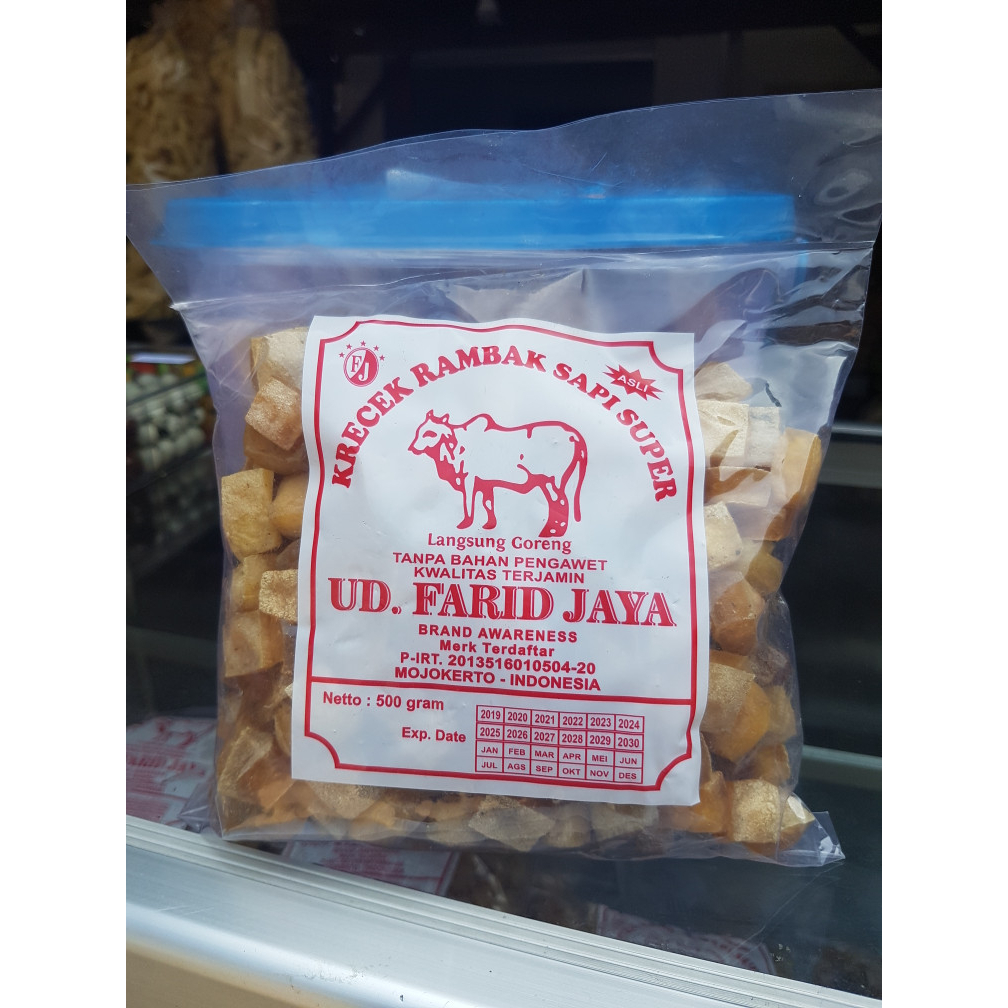 FJ
KRECEK RAMBAK SAPI SUPER
ASLI
Langsung Goreng
TANPA BAHAN PENGAWET
KWALITAS TERJAMIN
UD. FARID JAYA
BRAND AWARENESS
Merk Terdaftar
P-IRT. 2013516010504-20
MOJOKERTO - INDONESIA
Netto : 500 gram
Exp. Date
2019 2020 2021 2022 2023 2024
2025 2026 2027 2028 2029 2030
JAN FEB MAR APR MEI JUN
JUL AGS SEP OKT NOV DES